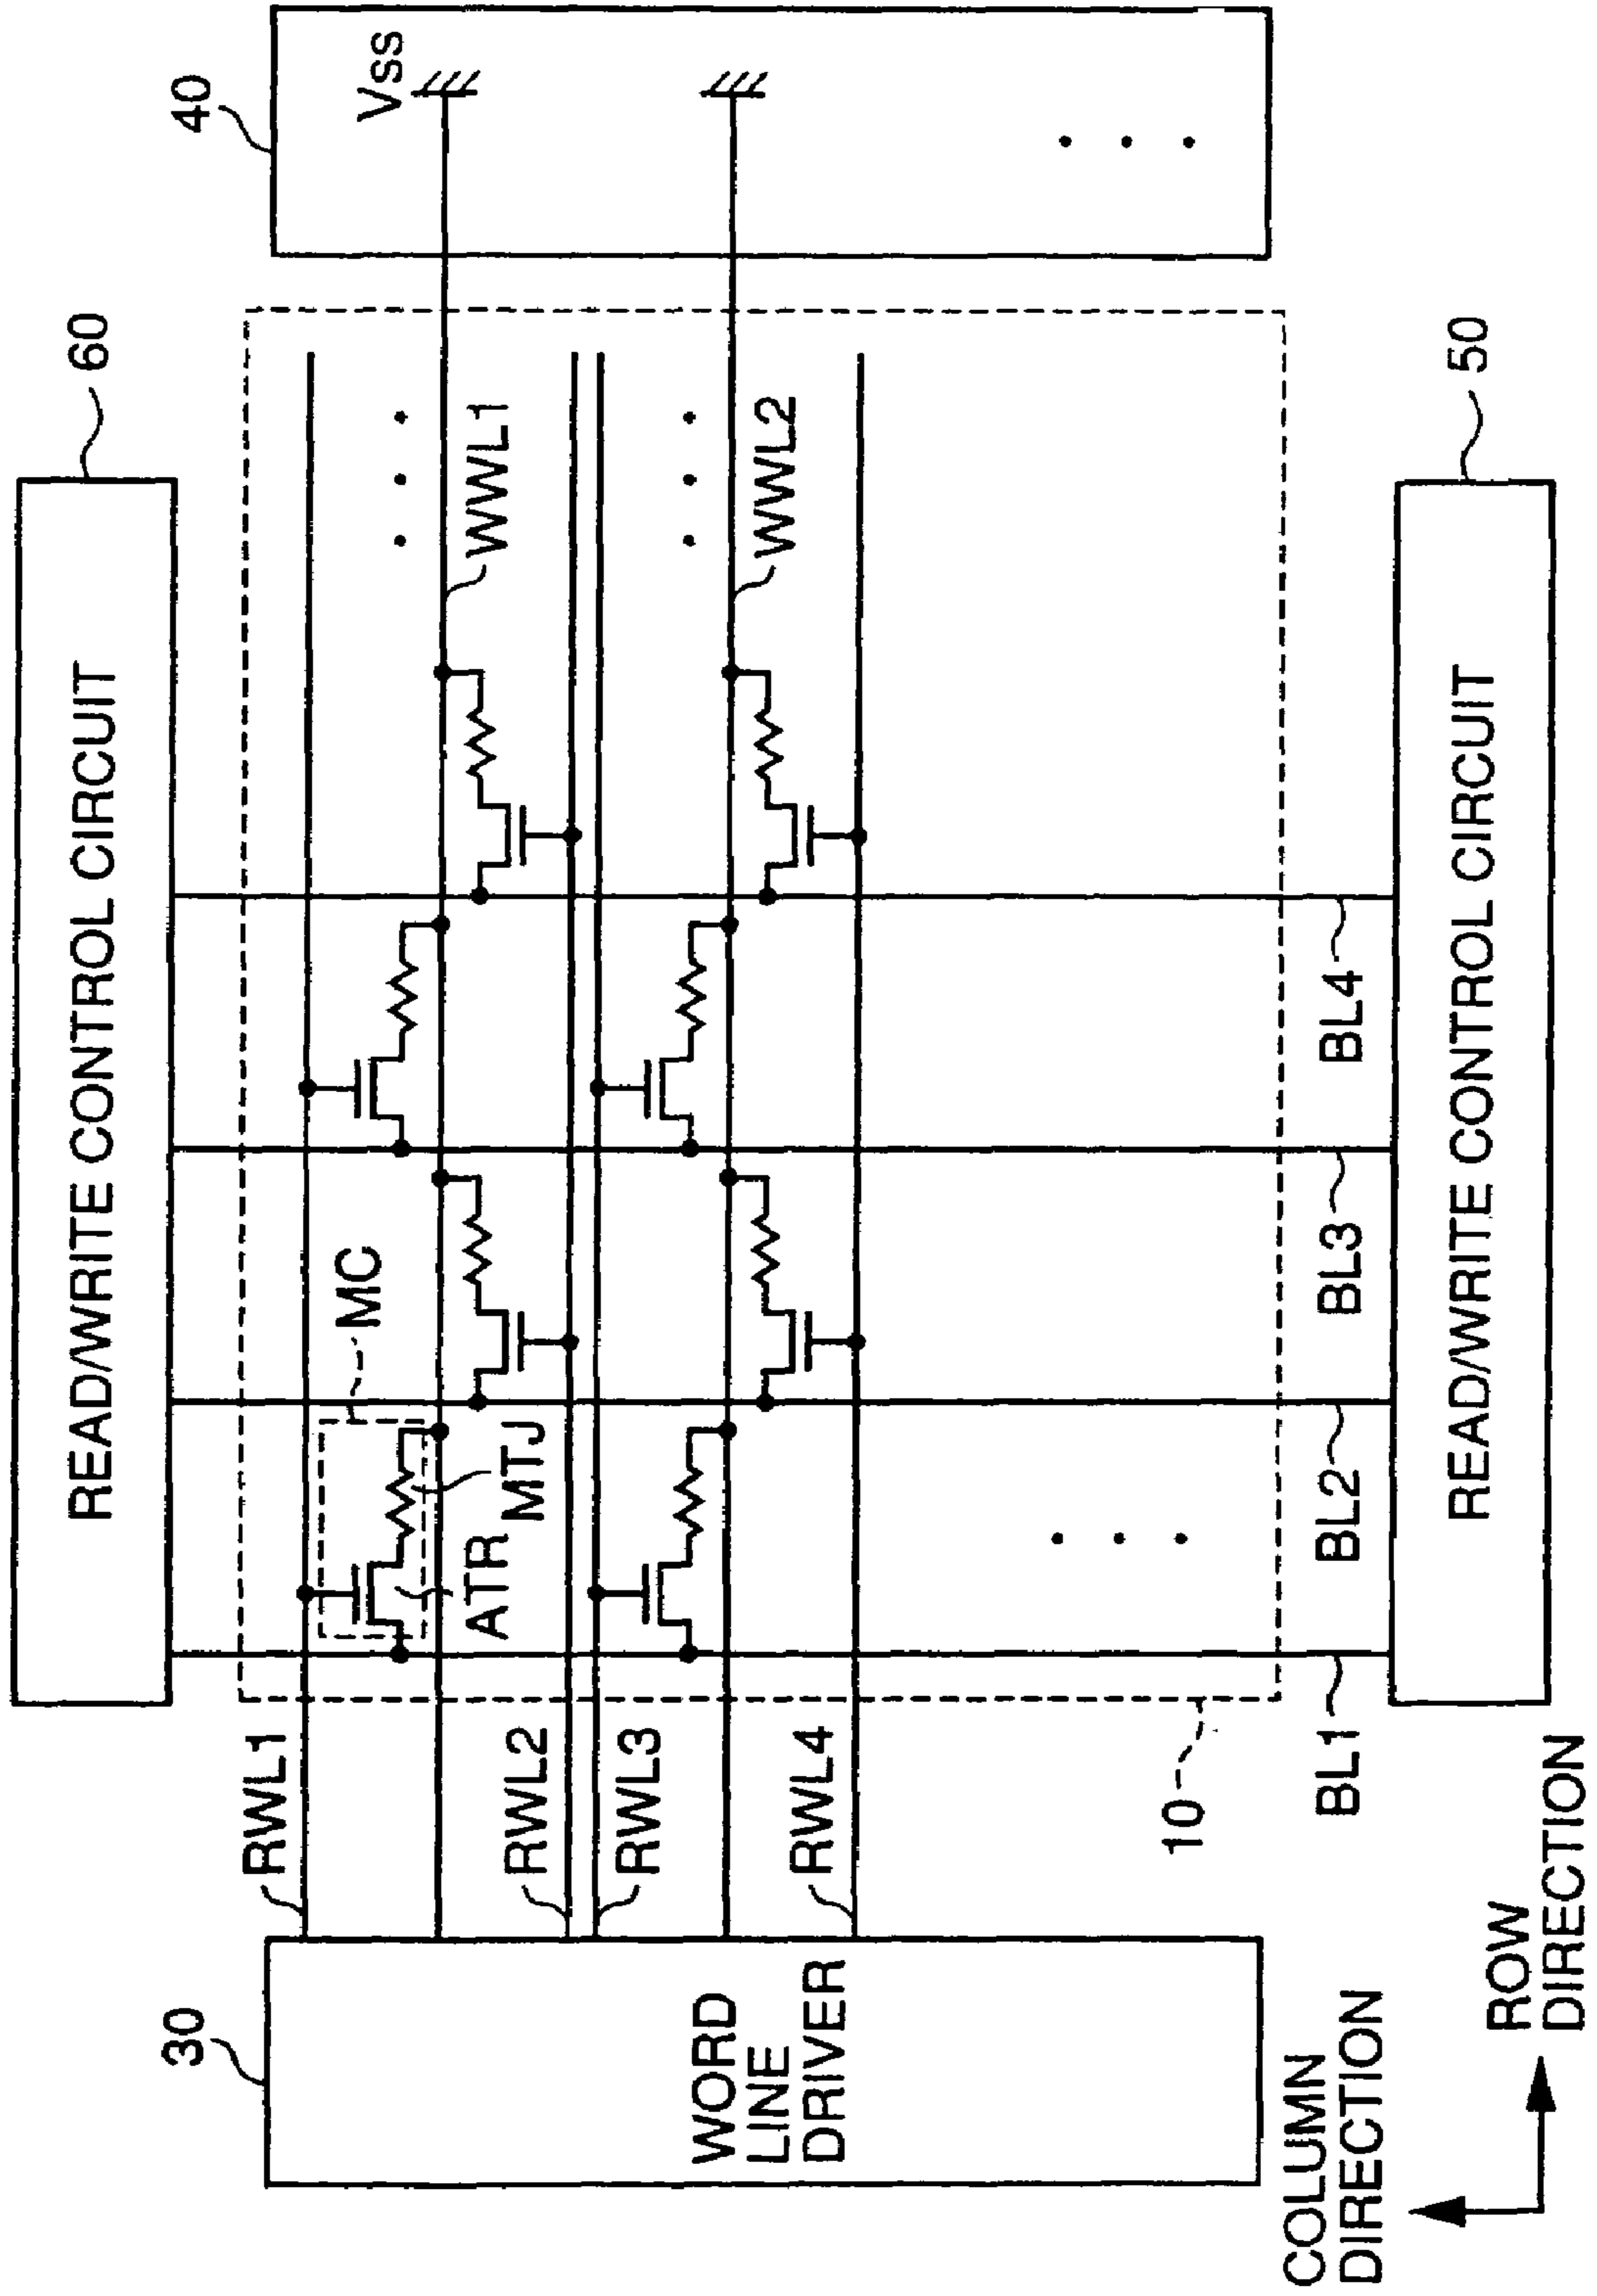 60
READ/WRITE CONTROL CIRCUIT
30
40
RWL1
MC
Vss
ATR
MTJ
WWL1
RWL2
RWL3
WORD
LINE
DRIVER
WWL2
RWL4
10
BL1
BL2
BL3
BL4
50
READ/WRITE CONTROL CIRCUIT
COLUMN
DIRECTION
ROW
DIRECTION